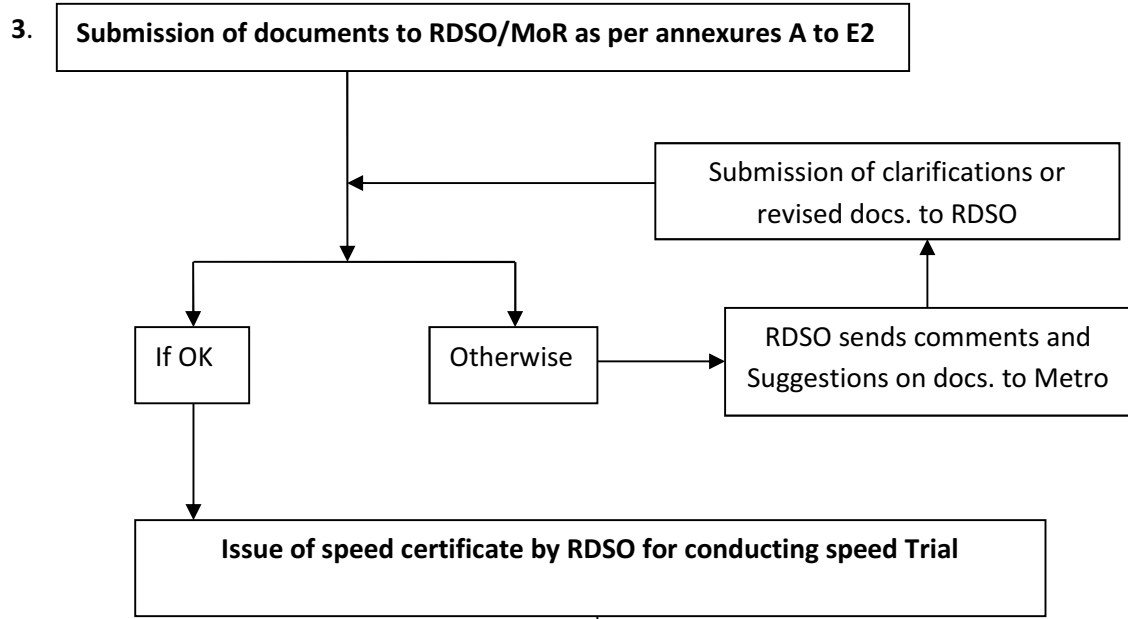 3. Submission of documents to RDSO/MoR as per annexures A to E2
Submission of clarifications or
revised docs. to RDSO
If OK
Otherwise
RDSO sends comments and
Suggestions on docs. to Metro
Issue of speed certificate by RDSO for conducting speed Trial